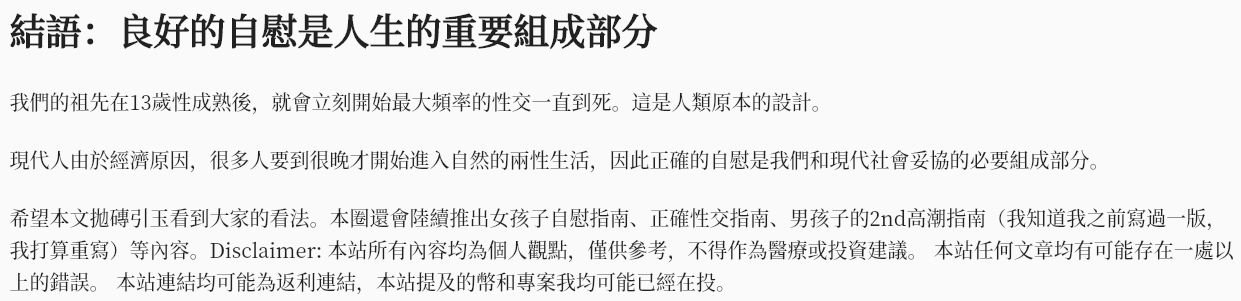 結語：良好的自慰是人生的重要組成部分
我們的祖先在13歲性成熟後，就會立刻開始最大頻率的性交一直到死。這是人類原本的設計。
現代人由於經濟原因，很多人要到很晚才開始進入自然的兩性生活，因此正確的自慰是我們和現代社會妥協的必要組成部分。
希望本文拋磚引玉看到大家的看法。本圈還會陸續推出女孩子自慰指南、正確性交指南、男孩子的2nd高潮指南（我知道我之前寫過一版，
我打算重寫）等內容。Disclaimer: 本站所有內容均為個人觀點，僅供參考，不得作為醫療或投資建議。 本站任何文章均有可能存在一處以
上的錯誤。 本站連結均可能為返利連結，本站提及的幣和專案我均可能已經在投。